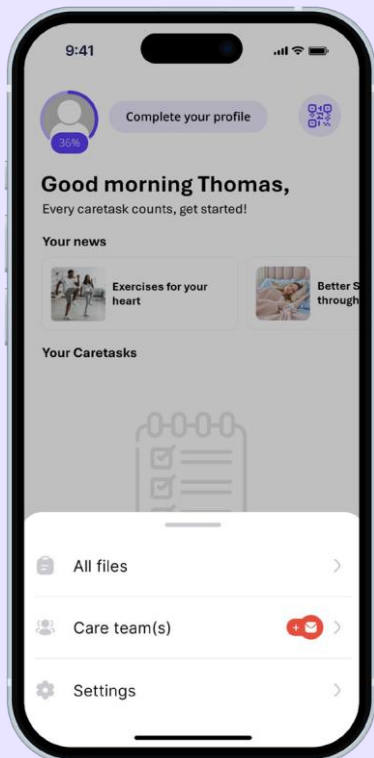 9:41
Complete your profile
36%
Good morning Thomas,
Every caretask counts, get started!
Your news
Exercises for your
heart
Better S
through
Your Caretasks
All files
Care team(s)
+
Settings